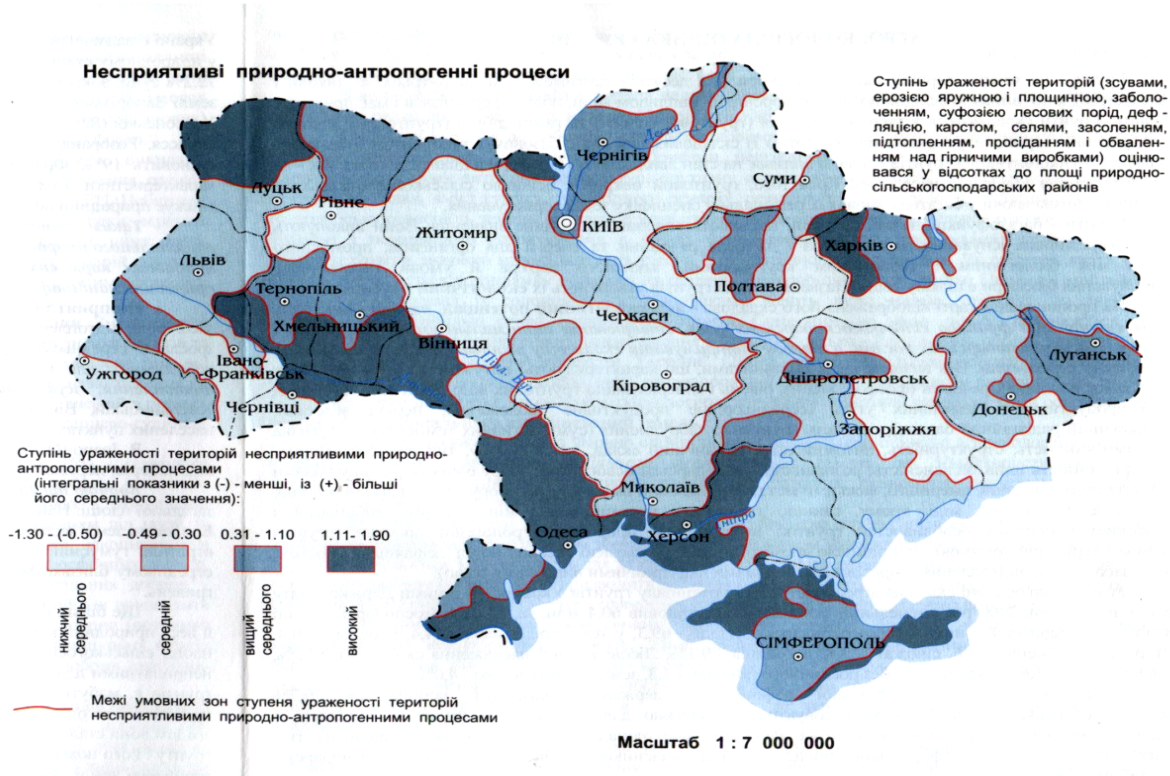 Несприятливі природно-антропогенні процеси
Ступінь ураженості територій (зсувами,
ерозією яружною і площинною, заболо-
ченням, суфозією лесових порід, деф -
ляцією, карстом, селями, засоленням,
підтопленням, просіданням і обвален-
ням над гірничими виробками) оціню-
вався у відсотках до площі природно-
сільськогосподарських районів
Десна
Чернігів
Суми
Луцьк
Рівне
КИЇВ
Житомир
Харків
Львів
Тернопіль
Полтава
Хмельницький
Черкаси
Вінниця
Луганськ
Івано-
Франківськ
Ужгород
Півд. Буг
Кіровоград
Дніпропетровськ
Чернівці
Донецьк
Запоріжжя
Миколаїв
Одеса
Херсон
Дніпро
СІМФЕРОПОЛЬ
Ступінь ураженості територій несприятливими природно-
антропогенними процесами
(інтегральні показники з (-) - менші, із (+) - більші
його середнього значення):
-1.30 - (-0.50) -0.49 - 0.30 0.31 - 1.10 1.11- 1.90
нижчий
середнього
середній
вищий
середнього
високий
Межі умовних зон ступеня ураженості територій
несприятливими природно-антропогенними процесами
Масштаб 1 : 7 000 000